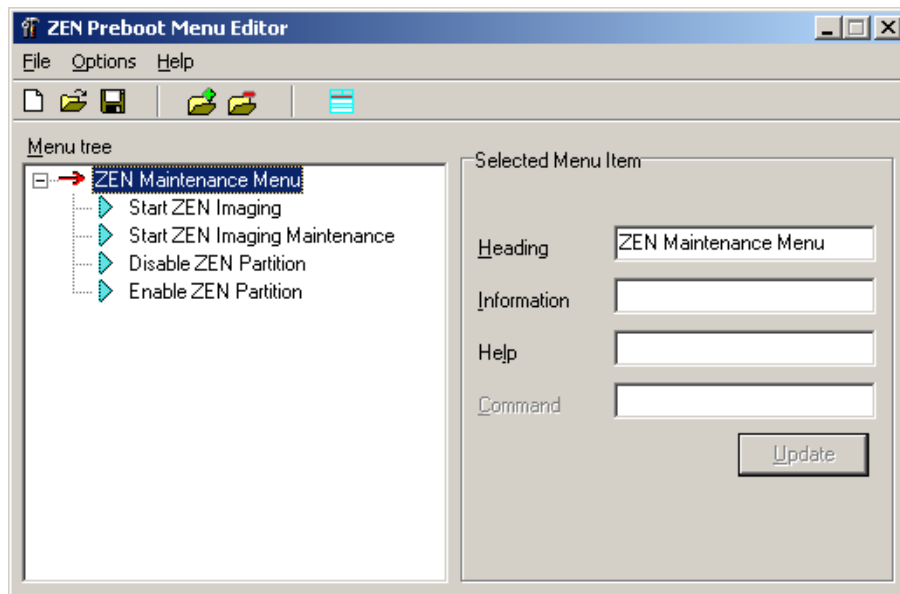 ZEN Preboot Menu Editor
File Options Help
Menu tree
ZEN Maintenance Menu
Start ZEN Imaging
Start ZEN Imaging Maintenance
Disable ZEN Partition
Enable ZEN Partition
Selected Menu Item
Heading ZEN Maintenance Menu
Information
Help
Command
Update